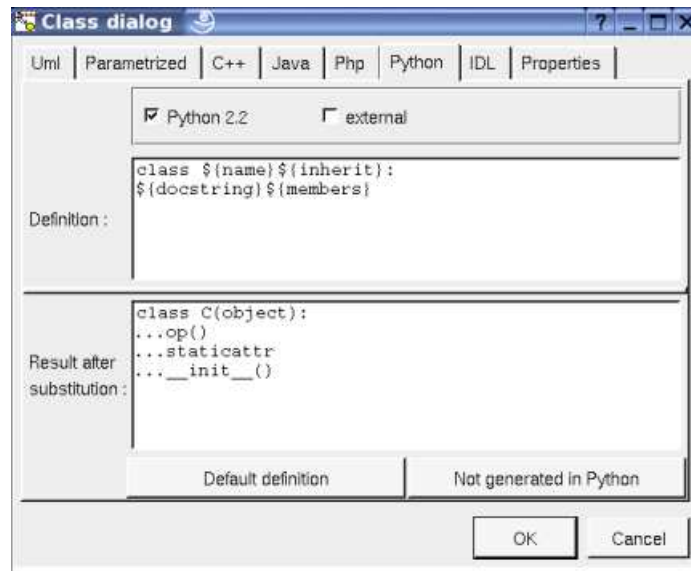 Class dialog
?
Uml Parametrized C++ Java Php Python IDL Properties
Python 2.2 external
Definition :
class ${name}${inherit}:
${docstring}${members}
Result after
substitution :
class C(object):
...op()
...staticattr
...__init__()
Default definition Not generated in Python
OK Cancel